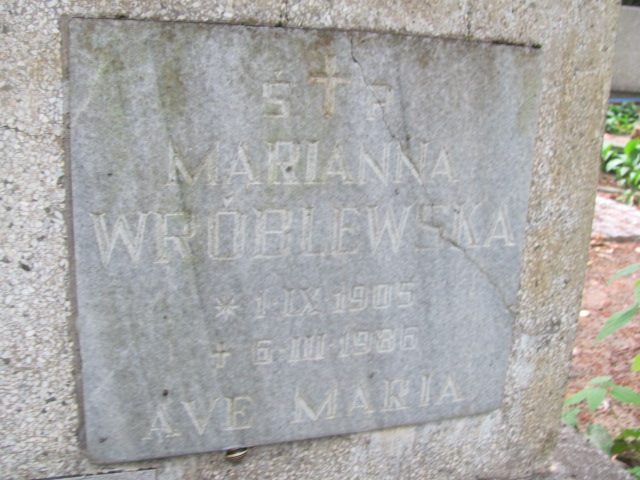 S P
MARIANNA
WRÓBLEWSKA
* 1·IX·1905
+ 6·III·1986
AVE MARIA